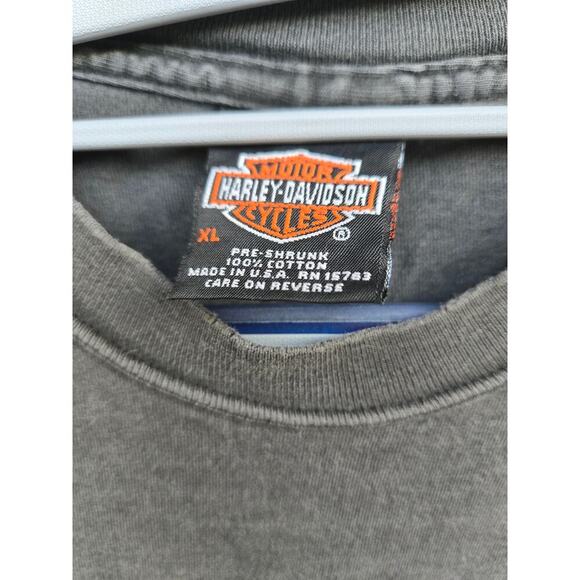 MOTOR
HARLEY-DAVIDSON
CYCLES
®
XL
PRE-SHRUNK
100% COTTON
MADE IN U.S.A. RN 15763
CARE ON REVERSE